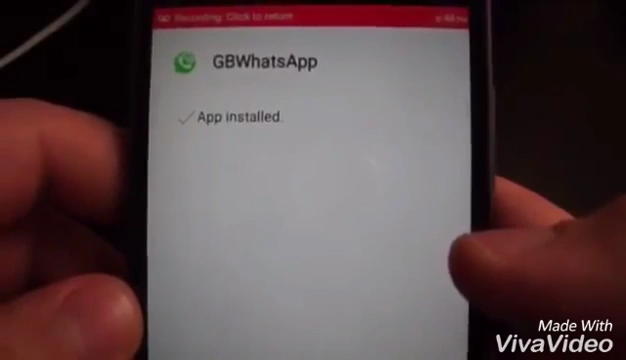 Recording. Click to return
GBWhatsApp
App installed.
Made With
VivaVideo